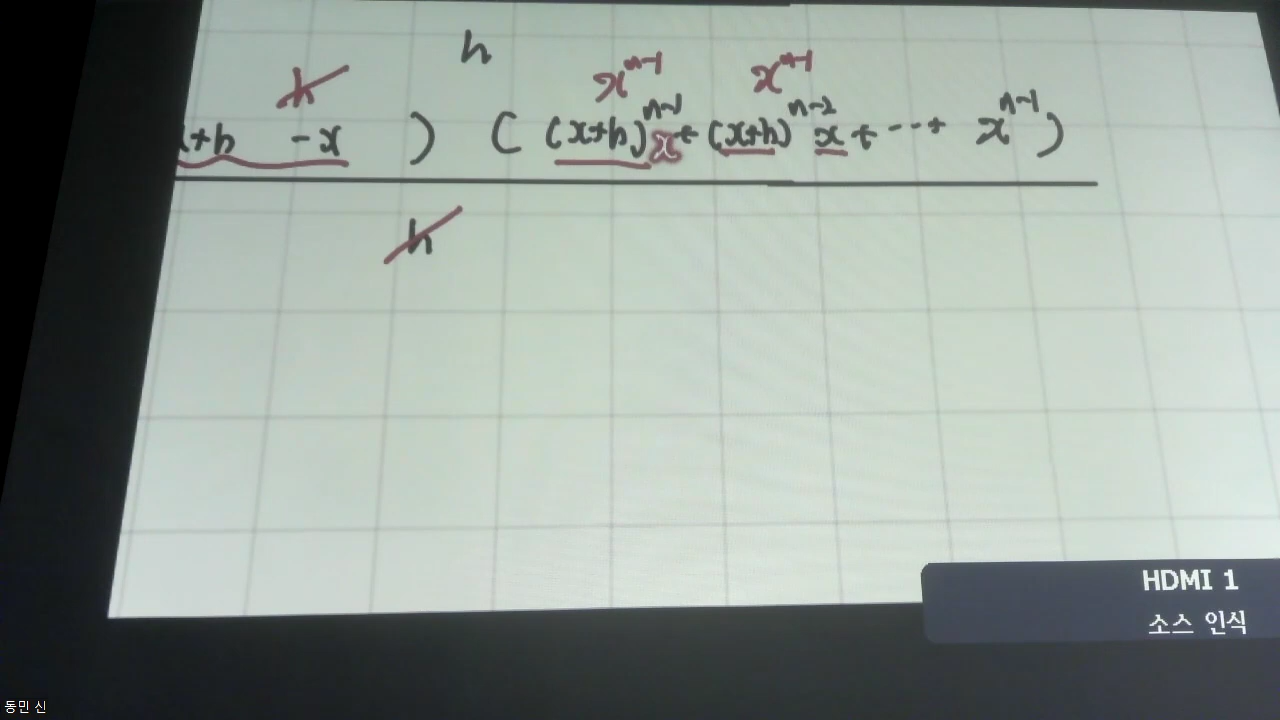 h
h x^{n-1} x^{n-1}
x+h -x ) ( (x+h)^{n-1} x + (x+h)^{n-2} x + ... + x^{n-1} )
h
HDMI 1
소스 인식
동민 신